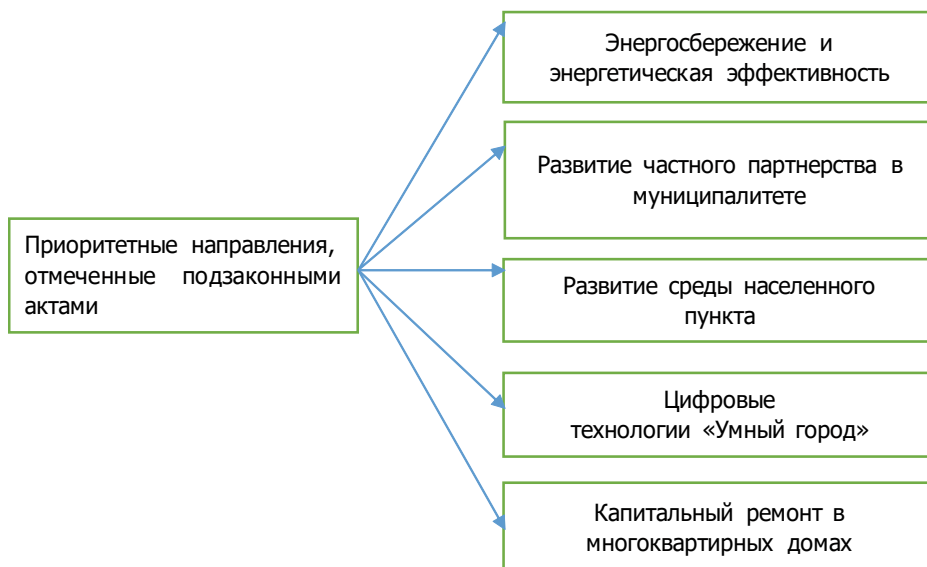 Приоритетные направления,
отмеченные подзаконными
актами
Энергосбережение и
энергетическая эффективность
Развитие частного партнерства в
муниципалитете
Развитие среды населенного
пункта
Цифровые
технологии «Умный город»
Капитальный ремонт в
многоквартирных домах